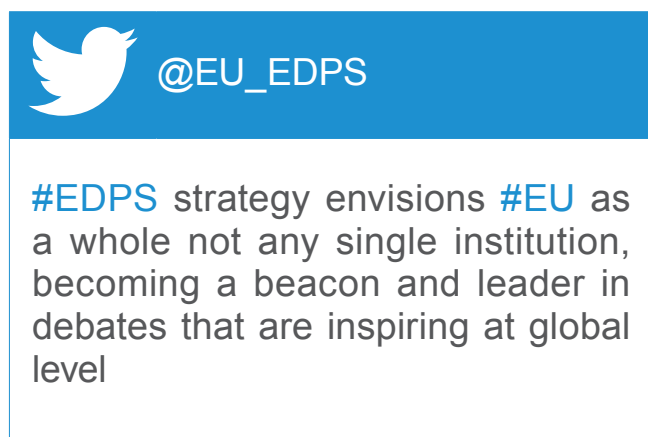 @EU_EDPS
#EDPS strategy envisions #EU as
a whole not any single institution,
becoming a beacon and leader in
debates that are inspiring at global
level